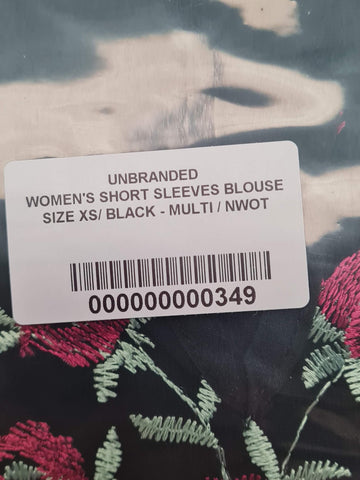 UNBRANDED
WOMEN'S SHORT SLEEVES BLOUSE
SIZE XS/ BLACK - MULTI / NWOT
000000000349